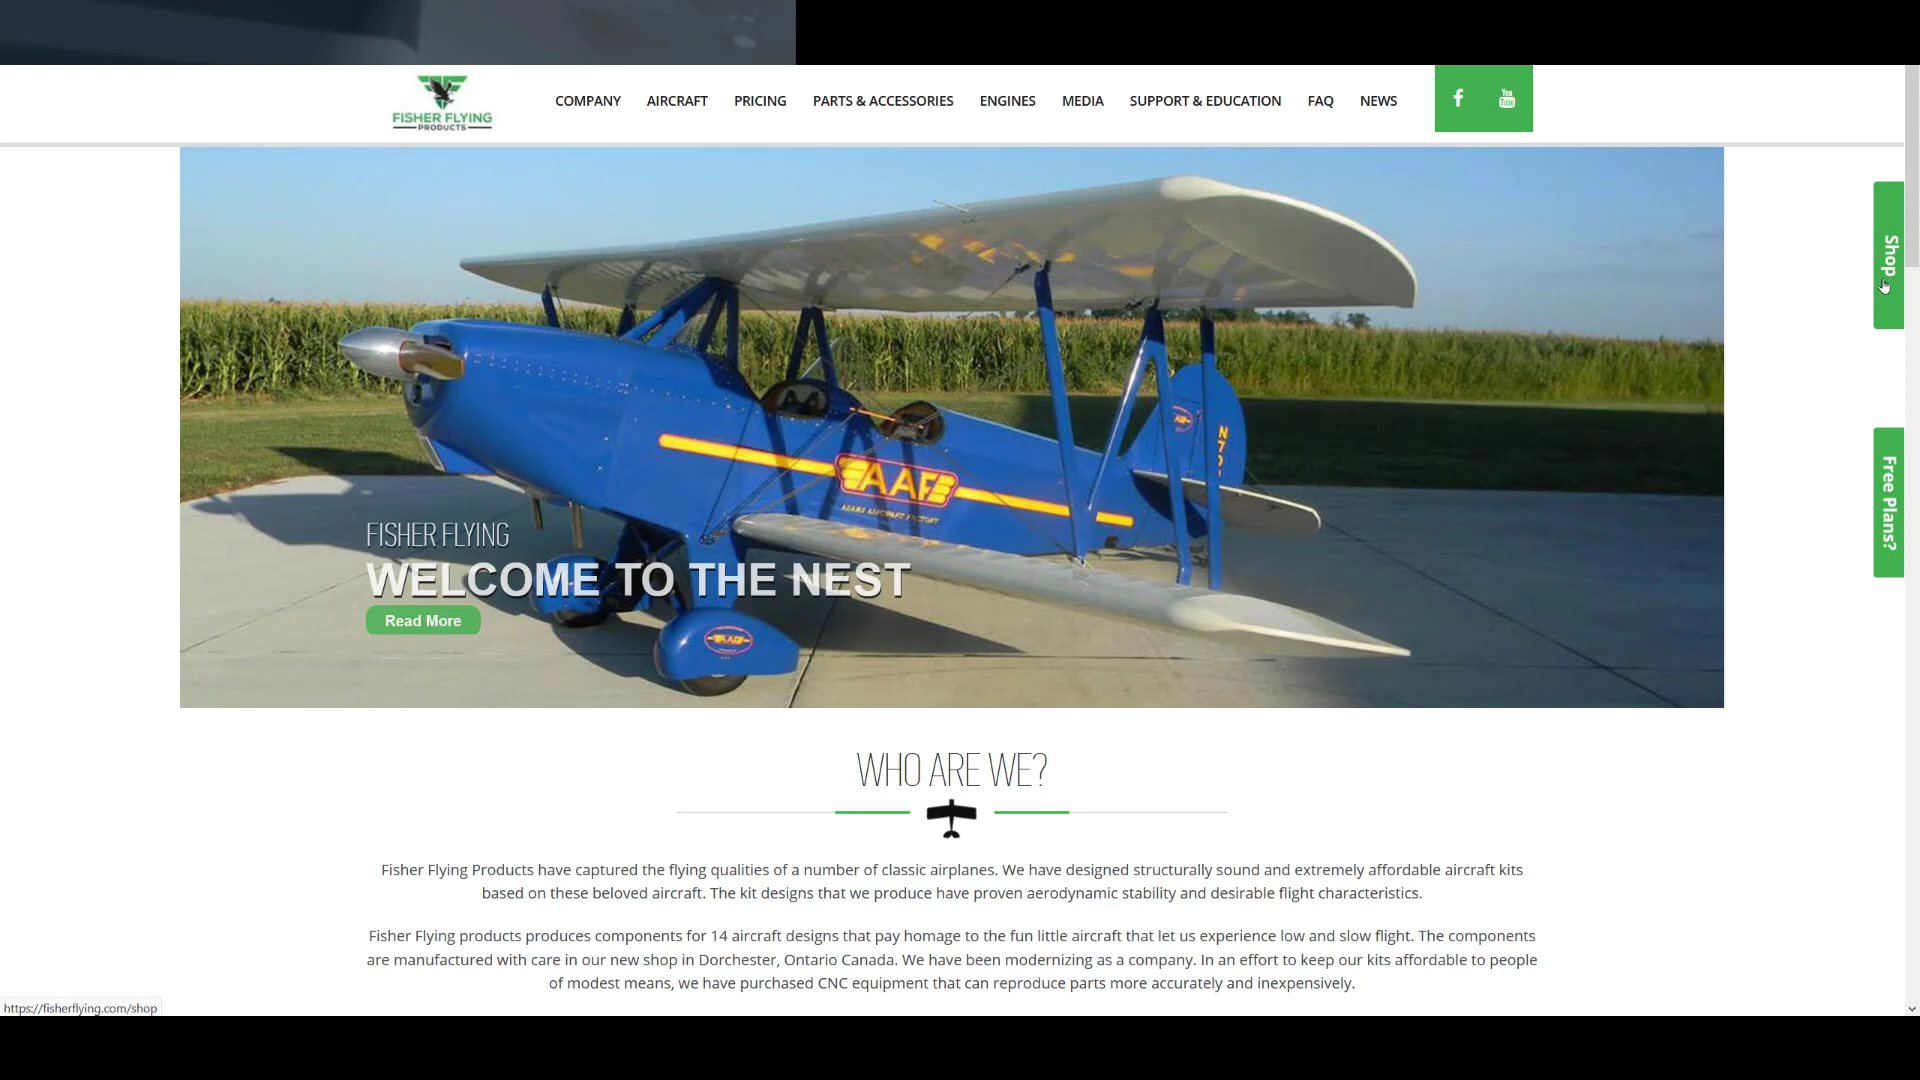 FISHER FLYING
PRODUCTS
COMPANY AIRCRAFT PRICING PARTS & ACCESSORIES ENGINES MEDIA SUPPORT & EDUCATION FAQ NEWS
f You Tube
Shop
Free Plans?
AAF
ADAMS AIRCRAFT FACTORY
FISHER FLYING
WELCOME TO THE NEST
Read More
WHO ARE WE?
Fisher Flying Products have captured the flying qualities of a number of classic airplanes. We have designed structurally sound and extremely affordable aircraft kits
based on these beloved aircraft. The kit designs that we produce have proven aerodynamic stability and desirable flight characteristics.
Fisher Flying products produces components for 14 aircraft designs that pay homage to the fun little aircraft that let us experience low and slow flight. The components
are manufactured with care in our new shop in Dorchester, Ontario Canada. We have been modernizing as a company. In an effort to keep our kits affordable to people
of modest means, we have purchased CNC equipment that can reproduce parts more accurately and inexpensively.
https://fisherflying.com/shop